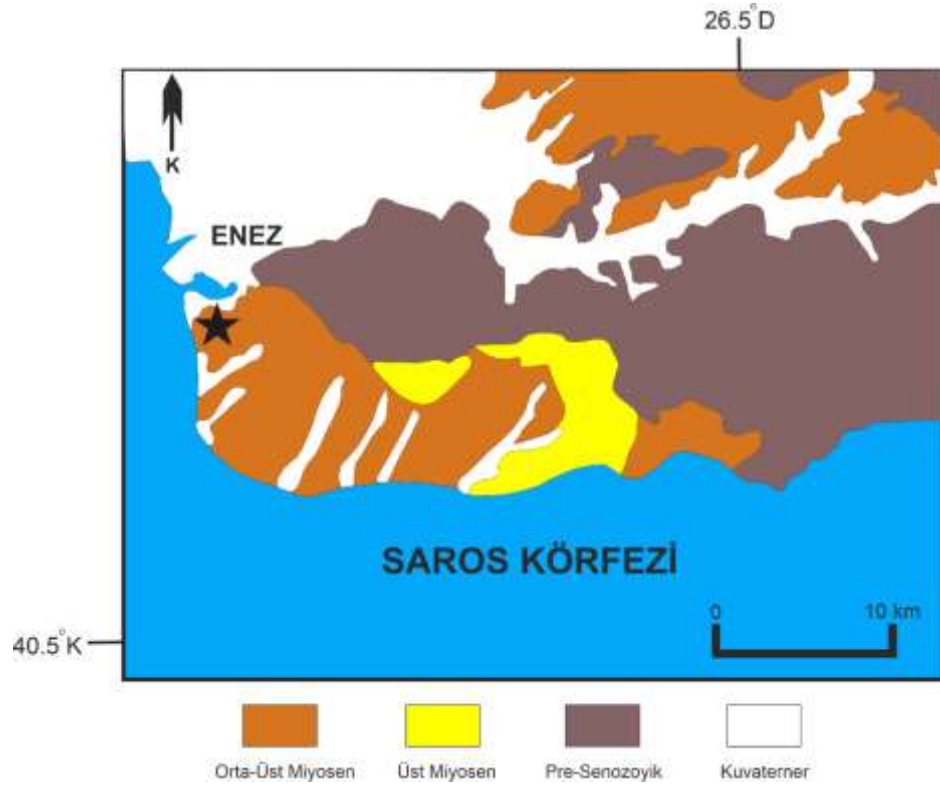 26.5°D
K
ENEZ
SAROS KÖRFEZİ
0 10 km
40.5°K
Orta-Üst Miyosen Üst Miyosen Pre-Senozoyik Kuvaterner